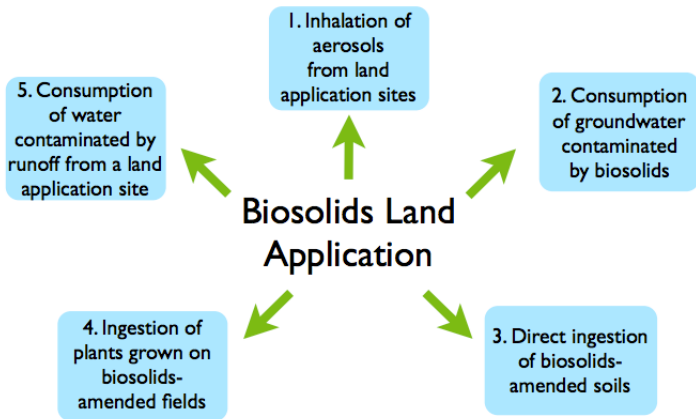 1. Inhalation of
aerosols
from land
application sites
2. Consumption
of groundwater
contaminated
by biosolids
3. Direct ingestion
of biosolids-
amended soils
4. Ingestion of
plants grown on
biosolids-
amended fields
5. Consumption
of water
contaminated by
runoff from a land
application site
Biosolids Land
Application